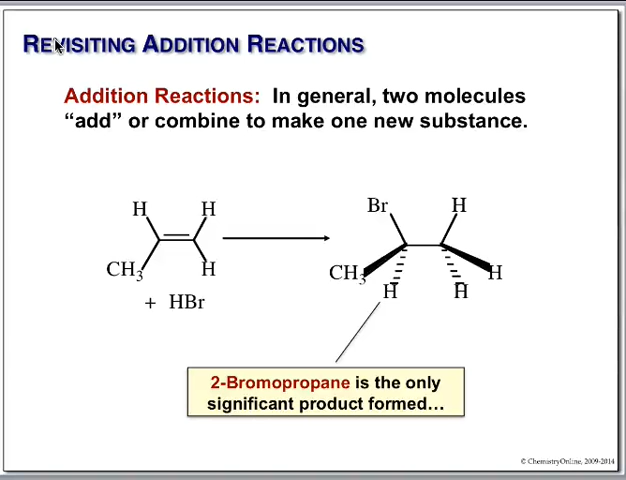 REVISITING ADDITION REACTIONS
Addition Reactions: In general, two molecules
“add” or combine to make one new substance.
H H
CH3 H
+ HBr
Br H
CH3 H H H
2-Bromopropane is the only
significant product formed…
© ChemistryOnline, 2009-2014